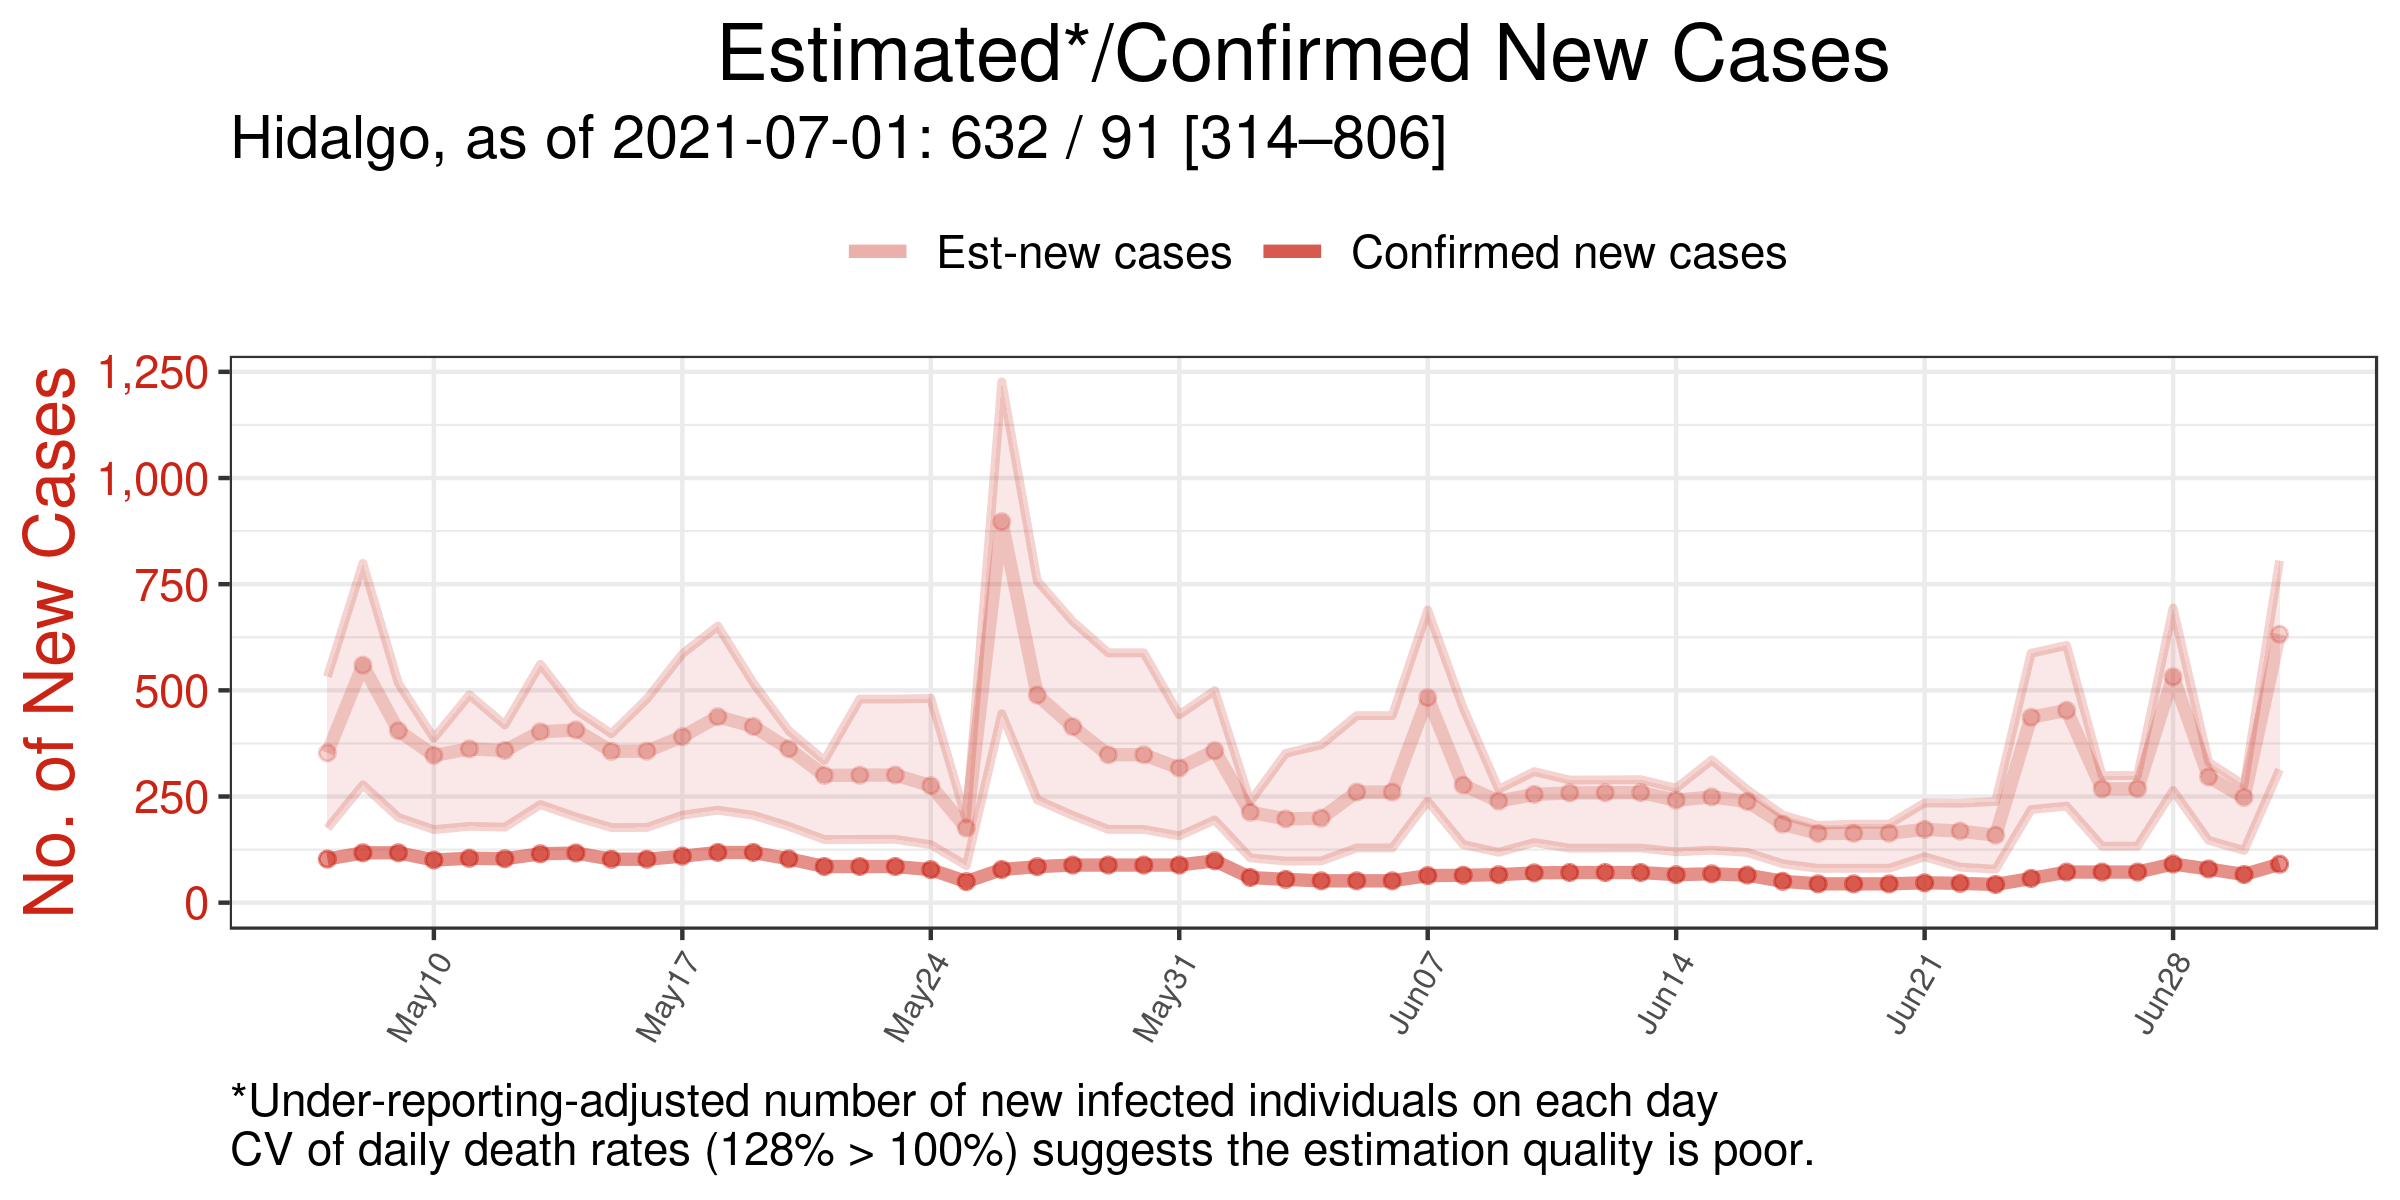 Estimated*/Confirmed New Cases
Hidalgo, as of 2021-07-01: 632 / 91 [314–806]
Est-new cases Confirmed new cases
No. of New Cases
1,250
1,000
750
500
250
0
May10 May17 May24 May31 Jun07 Jun14 Jun21 Jun28
*Under-reporting-adjusted number of new infected individuals on each day
CV of daily death rates (128% > 100%) suggests the estimation quality is poor.